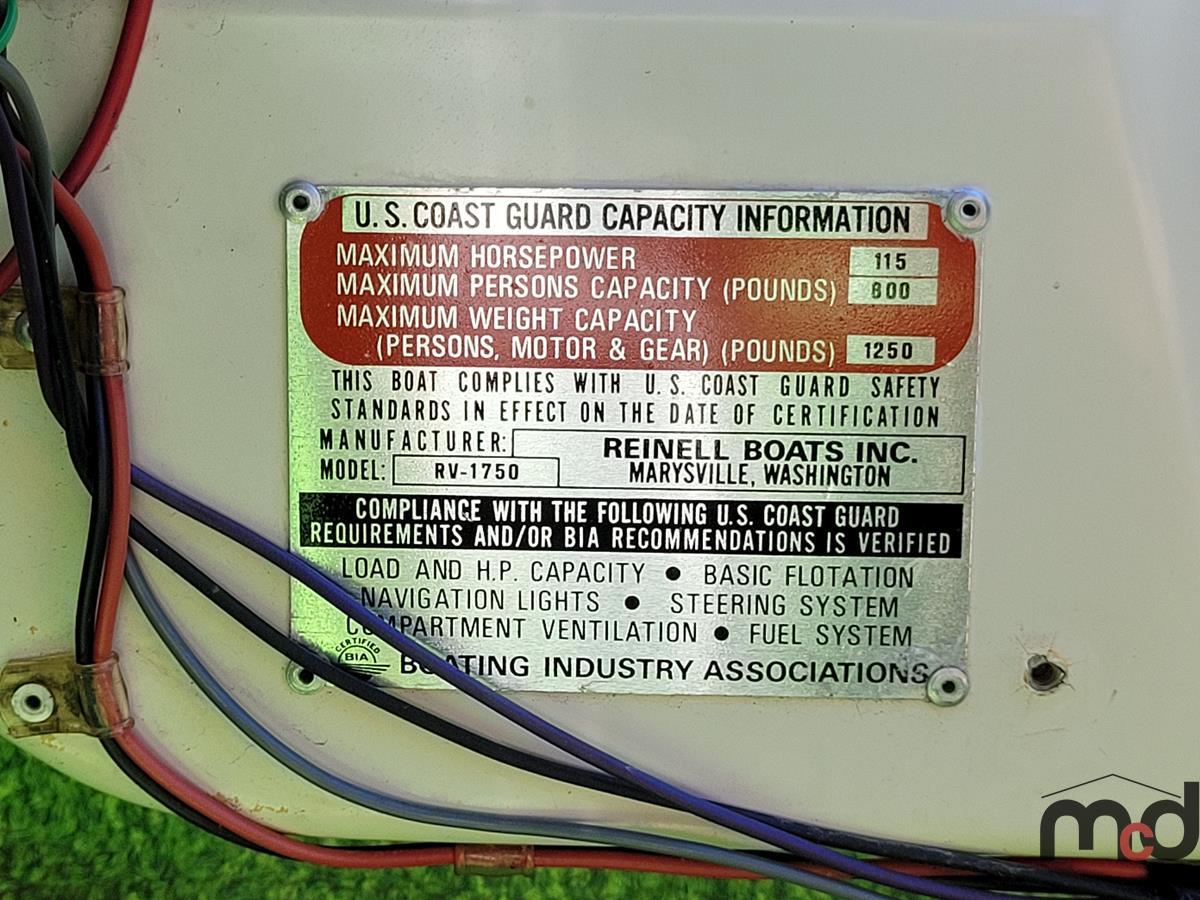 U. S. COAST GUARD CAPACITY INFORMATION
MAXIMUM HORSEPOWER 115
MAXIMUM PERSONS CAPACITY (POUNDS) 800
MAXIMUM WEIGHT CAPACITY
(PERSONS, MOTOR & GEAR) (POUNDS) 1250
THIS BOAT COMPLIES WITH U. S. COAST GUARD SAFETY
STANDARDS IN EFFECT ON THE DATE OF CERTIFICATION
MANUFACTURER: REINELL BOATS INC.
MODEL: RV-1750 MARYSVILLE, WASHINGTON
COMPLIANCE WITH THE FOLLOWING U.S. COAST GUARD
REQUIREMENTS AND/OR BIA RECOMMENDATIONS IS VERIFIED
LOAD AND H.P. CAPACITY ● BASIC FLOTATION
NAVIGATION LIGHTS ● STEERING SYSTEM
COMPARTMENT VENTILATION ● FUEL SYSTEM
CERTIFIED
BIA
BOATING INDUSTRY ASSOCIATIONS
mcd